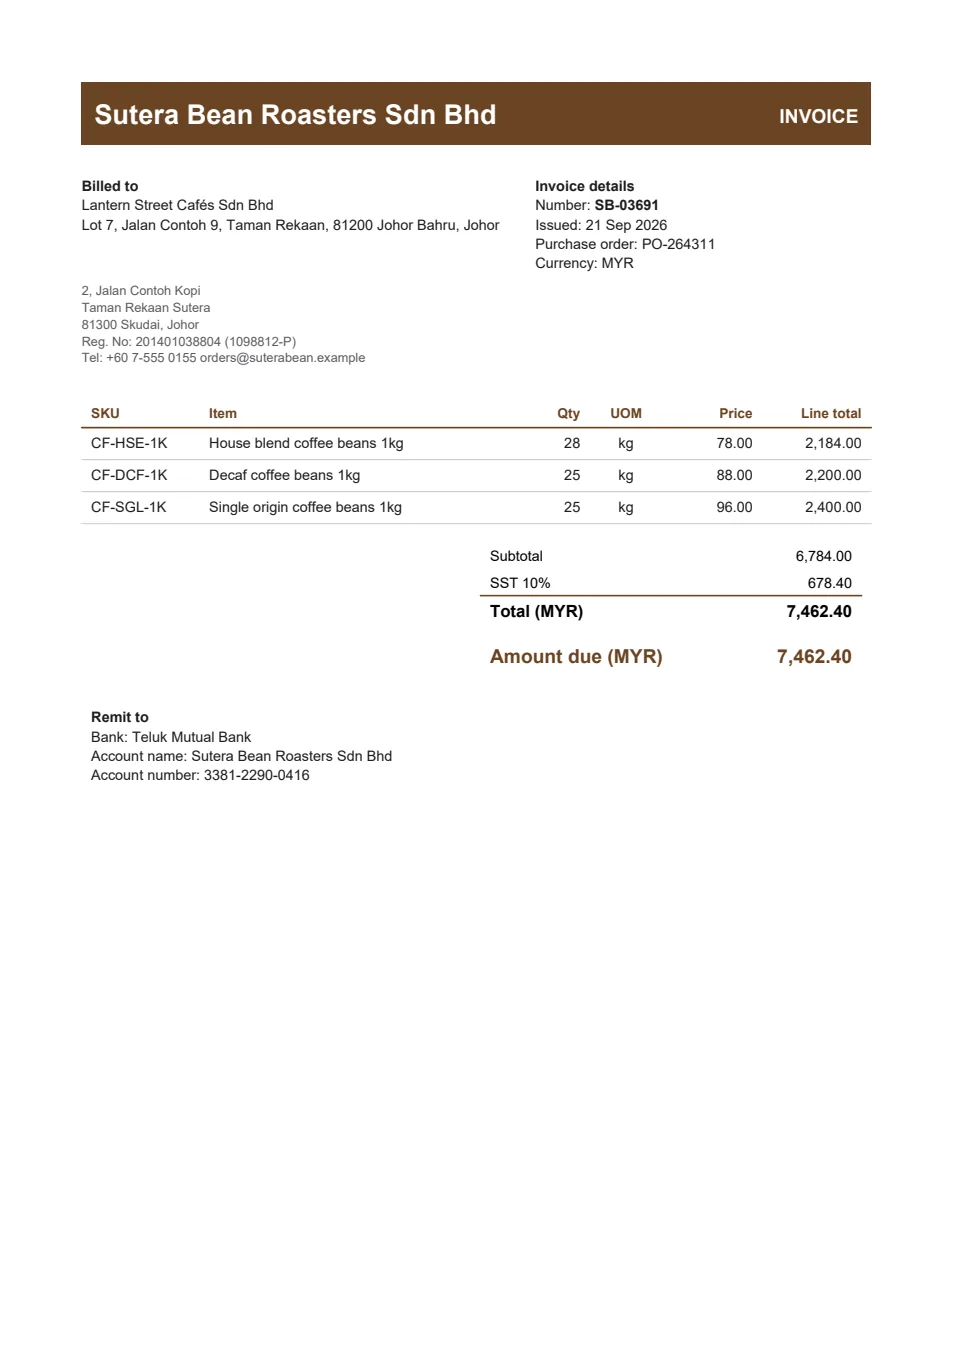 Sutera Bean Roasters Sdn Bhd INVOICE
Billed to
Lantern Street Cafés Sdn Bhd
Lot 7, Jalan Contoh 9, Taman Rekaan, 81200 Johor Bahru, Johor
Invoice details
Number: SB-03691
Issued: 21 Sep 2026
Purchase order: PO-264311
Currency: MYR
2, Jalan Contoh Kopi
Taman Rekaan Sutera
81300 Skudai, Johor
Reg. No: 201401038804 (1098812-P)
Tel: +60 7-555 0155 orders@suterabean.example
SKU Item Qty UOM Price Line total
CF-HSE-1K House blend coffee beans 1kg 28 kg 78.00 2,184.00
CF-DCF-1K Decaf coffee beans 1kg 25 kg 88.00 2,200.00
CF-SGL-1K Single origin coffee beans 1kg 25 kg 96.00 2,400.00
Subtotal 6,784.00
SST 10% 678.40
Total (MYR) 7,462.40
Amount due (MYR) 7,462.40
Remit to
Bank: Teluk Mutual Bank
Account name: Sutera Bean Roasters Sdn Bhd
Account number: 3381-2290-0416